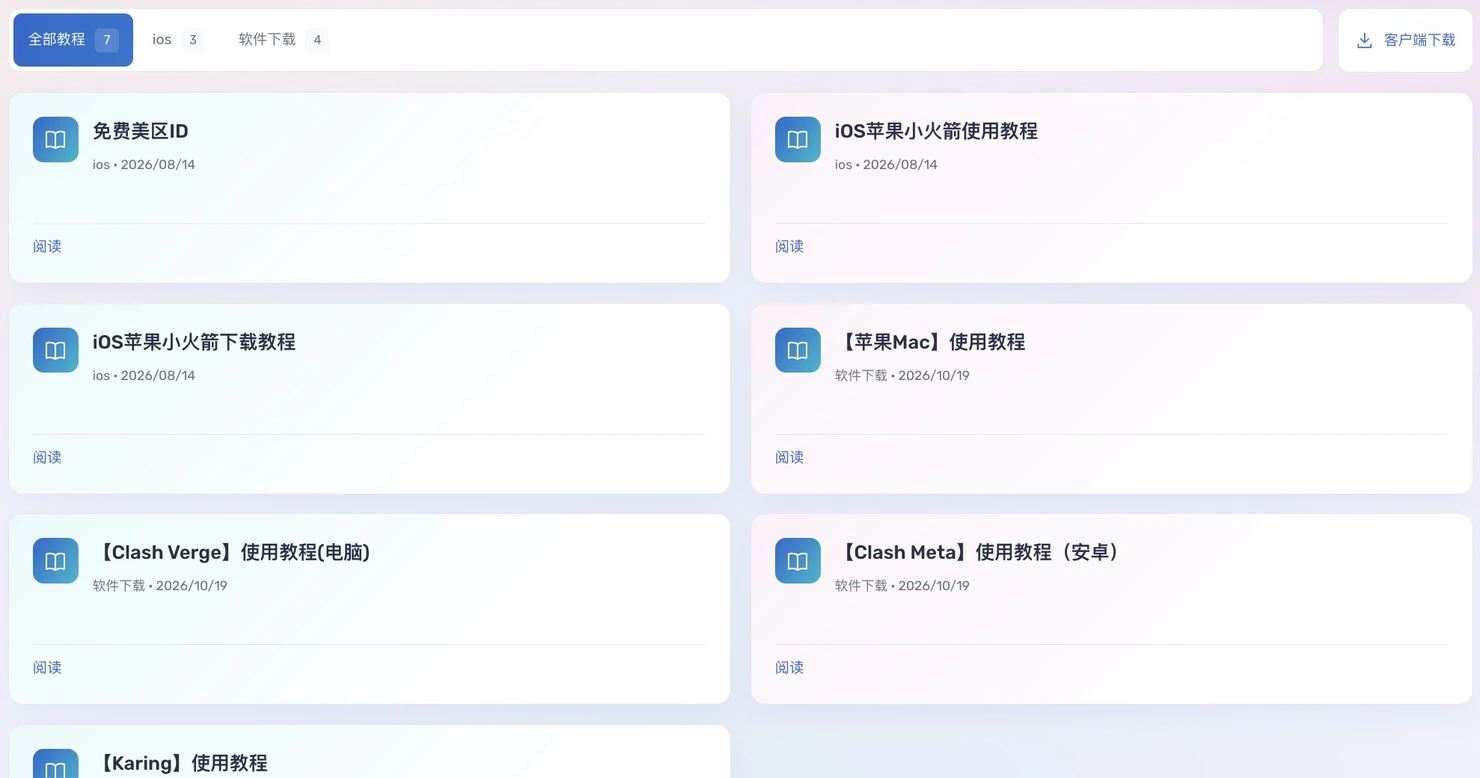 全部教程 7 ios 3 软件下载 4 客户端下载
免费美区ID
ios • 2026/08/14
阅读
iOS苹果小火箭使用教程
ios • 2026/08/14
阅读
iOS苹果小火箭下载教程
ios • 2026/08/14
阅读
【苹果Mac】使用教程
软件下载 • 2026/10/19
阅读
【Clash Verge】使用教程(电脑)
软件下载 • 2026/10/19
阅读
【Clash Meta】使用教程（安卓）
软件下载 • 2026/10/19
阅读
【Karing】使用教程